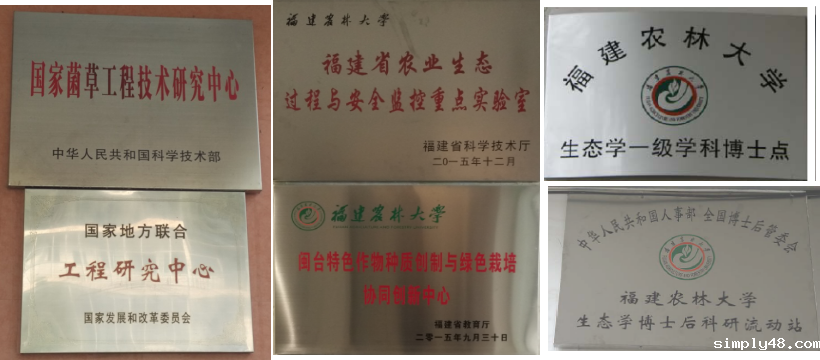 国家菌草工程技术研究中心
中华人民共和国科学技术部
国家地方联合
工程研究中心
国家发展和改革委员会
福建农林大学
福建省农业生态
过程与安全监控重点实验室
福建省科学技术厅
二〇一五年十二月
福建农林大学
闽台特色作物种质创制与绿色栽培
协同创新中心
福建省教育厅
二〇一五年九月三十日
福建农林大学
生态学一级学科博士点
中华人民共和国人事部 全国博士后管委会
福建农林大学
生态学博士后科研流动站
simply48.com